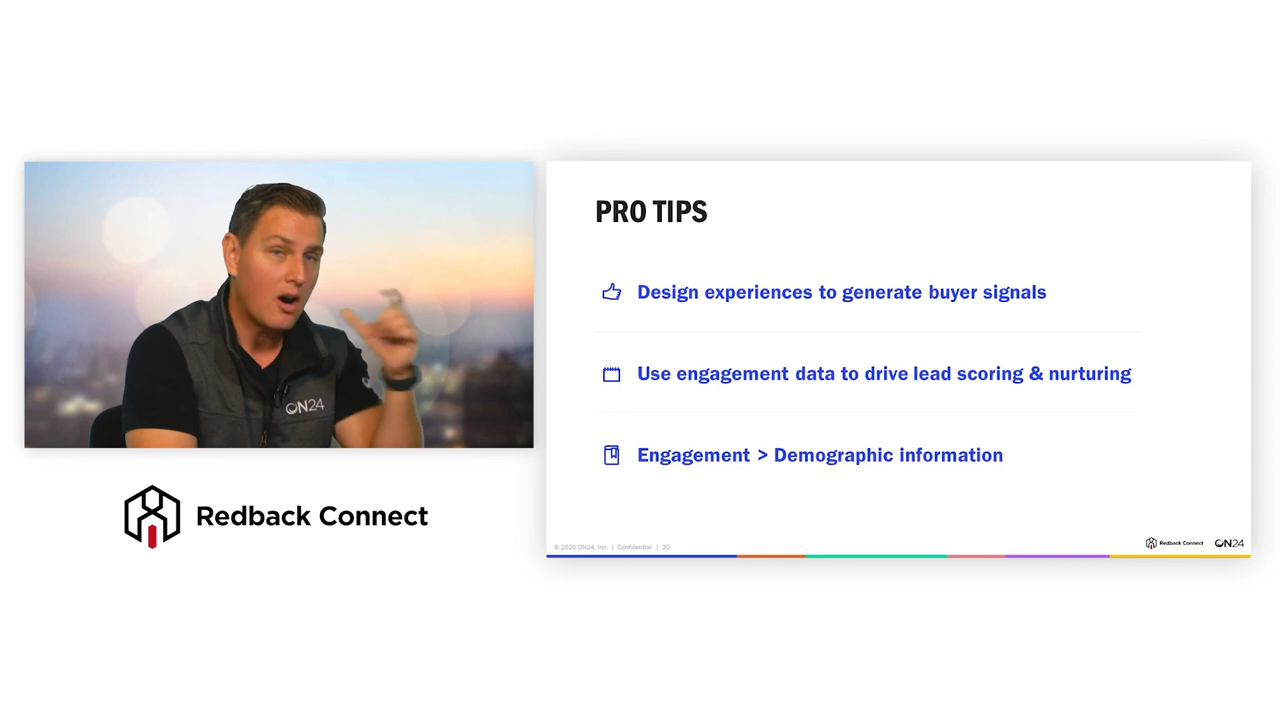 ON24
Redback Connect
PRO TIPS
Design experiences to generate buyer signals
Use engagement data to drive lead scoring & nurturing
Engagement > Demographic information
© 2020 ON24, Inc. | Confidential | 30
Redback Connect
ON24